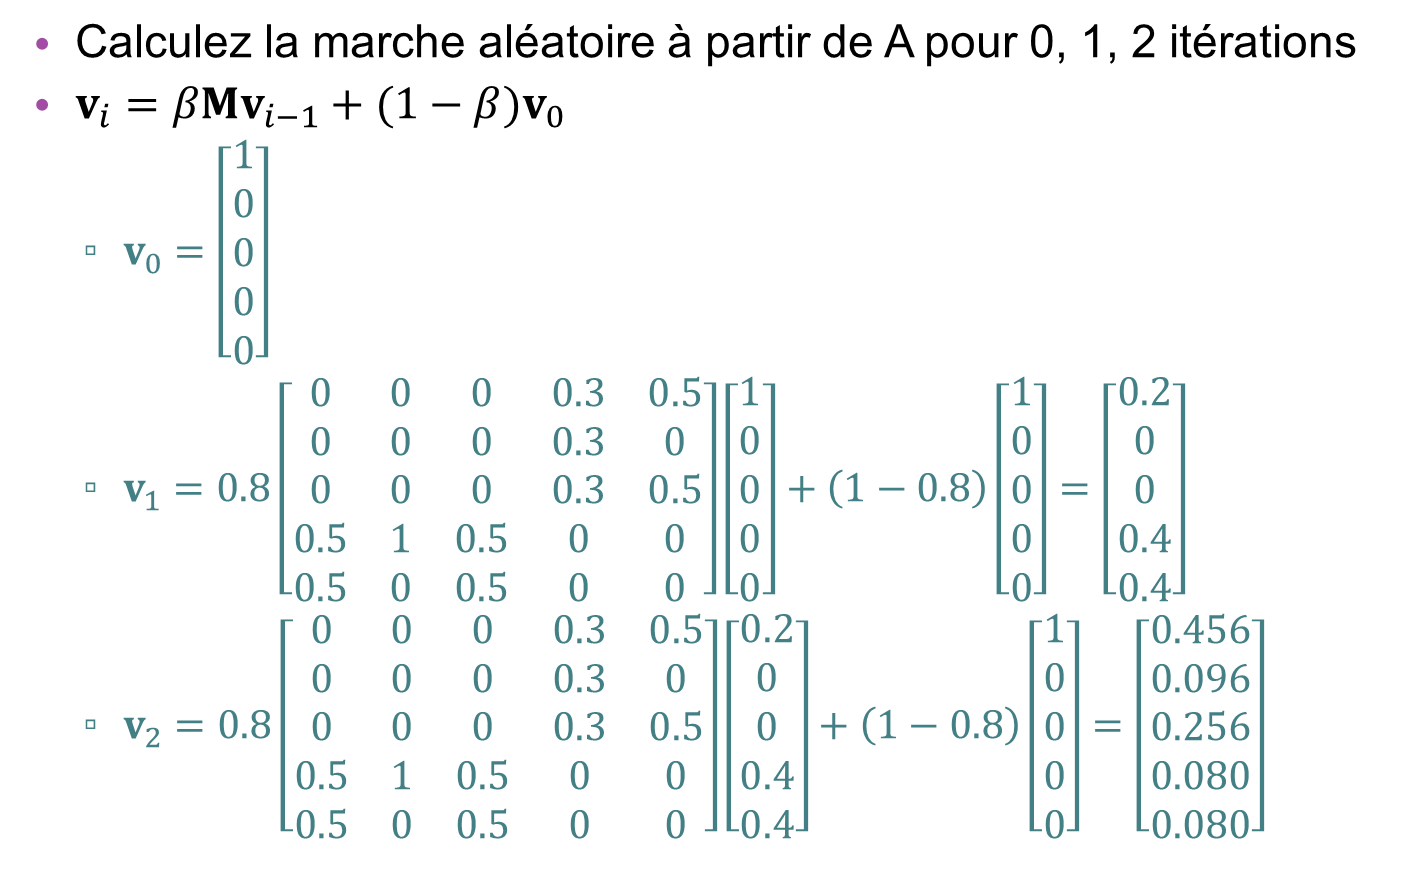 • Calculez la marche aléatoire à partir de A pour 0, 1, 2 itérations
• 𝐯ᵢ = 𝛽𝐌𝐯ᵢ₋₁ + (1 − 𝛽)𝐯₀
▫ 𝐯₀ =
1
0
0
0
0
▫ 𝐯₁ = 0.8
0 0 0 0.3 0.5
0 0 0 0.3 0
0 0 0 0.3 0.5
0.5 1 0.5 0 0
0.5 0 0.5 0 0
1
0
0
0
0
+ (1 − 0.8)
1
0
0
0
0
=
0.2
0
0
0.4
0.4
▫ 𝐯₂ = 0.8
0 0 0 0.3 0.5
0 0 0 0.3 0
0 0 0 0.3 0.5
0.5 1 0.5 0 0
0.5 0 0.5 0 0
0.2
0
0
0.4
0.4
+ (1 − 0.8)
1
0
0
0
0
=
0.456
0.096
0.256
0.080
0.080